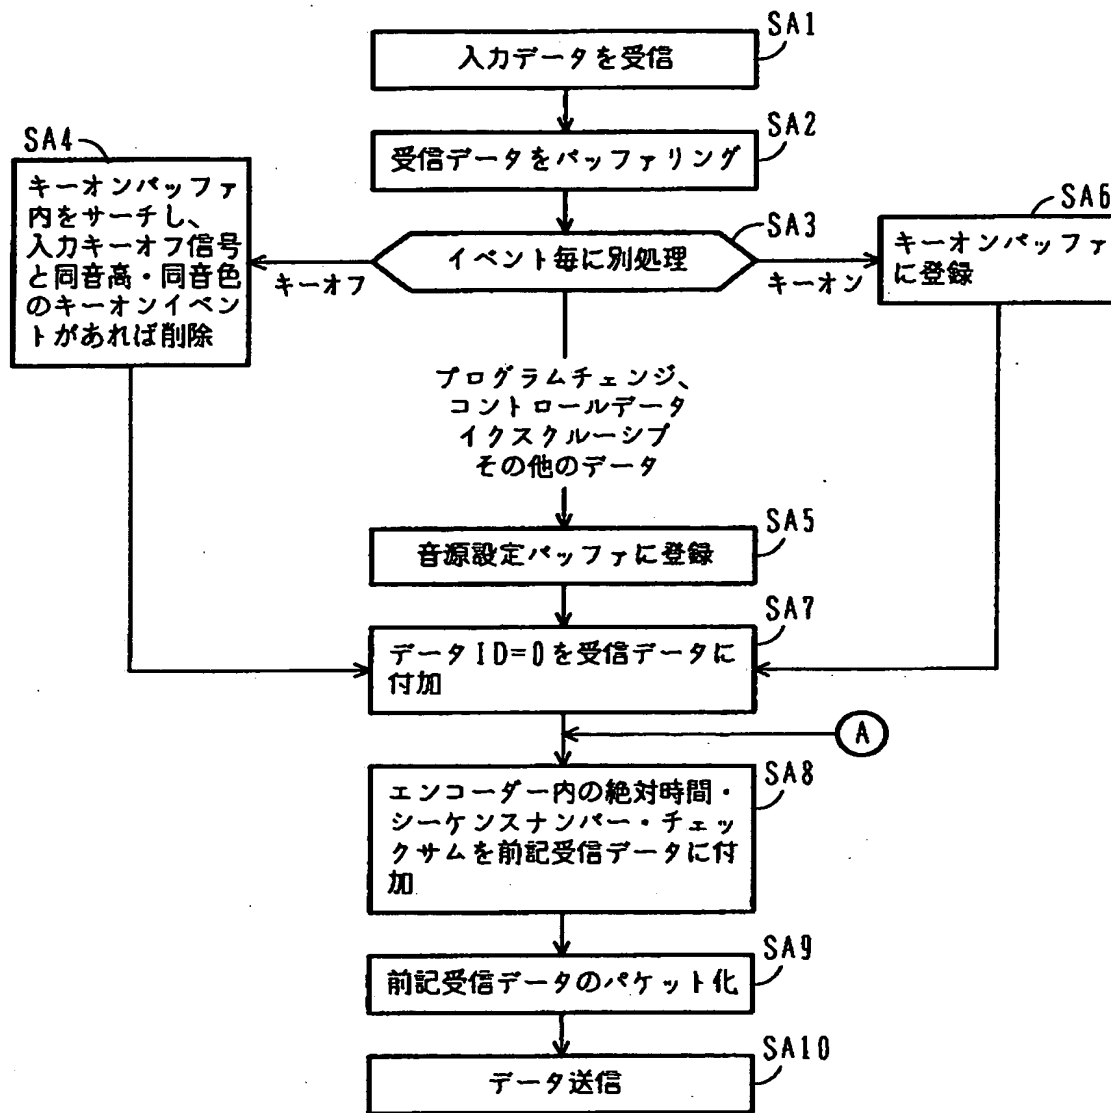 SA1
入力データを受信
SA2
受信データをバッファリング
SA3
イベント毎に別処理
キーオフ
キーオン
SA4
キーオンバッファ
内をサーチし、
入力キーオフ信号
と同音高・同音色
のキーオンイベン
トがあれば削除
SA6
キーオンバッファ
に登録
プログラムチェンジ、
コントロールデータ
イクスクルーシブ
その他のデータ
SA5
音源設定バッファに登録
SA7
データID=0を受信データに
付加
A
SA8
エンコーダー内の絶対時間・
シーケンスナンバー・チェッ
クサムを前記受信データに付
加
SA9
前記受信データのパケット化
SA10
データ送信